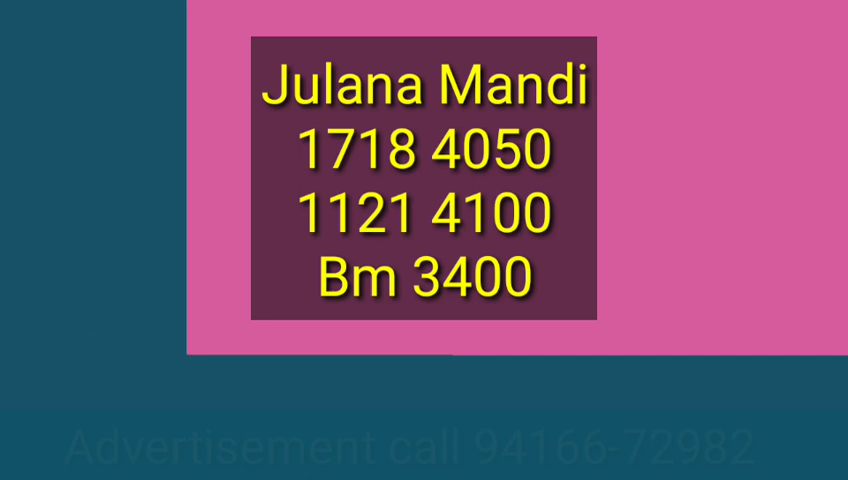 Julana Mandi
1718 4050
1121 4100
Bm 3400
Advertisement call 94166-72982